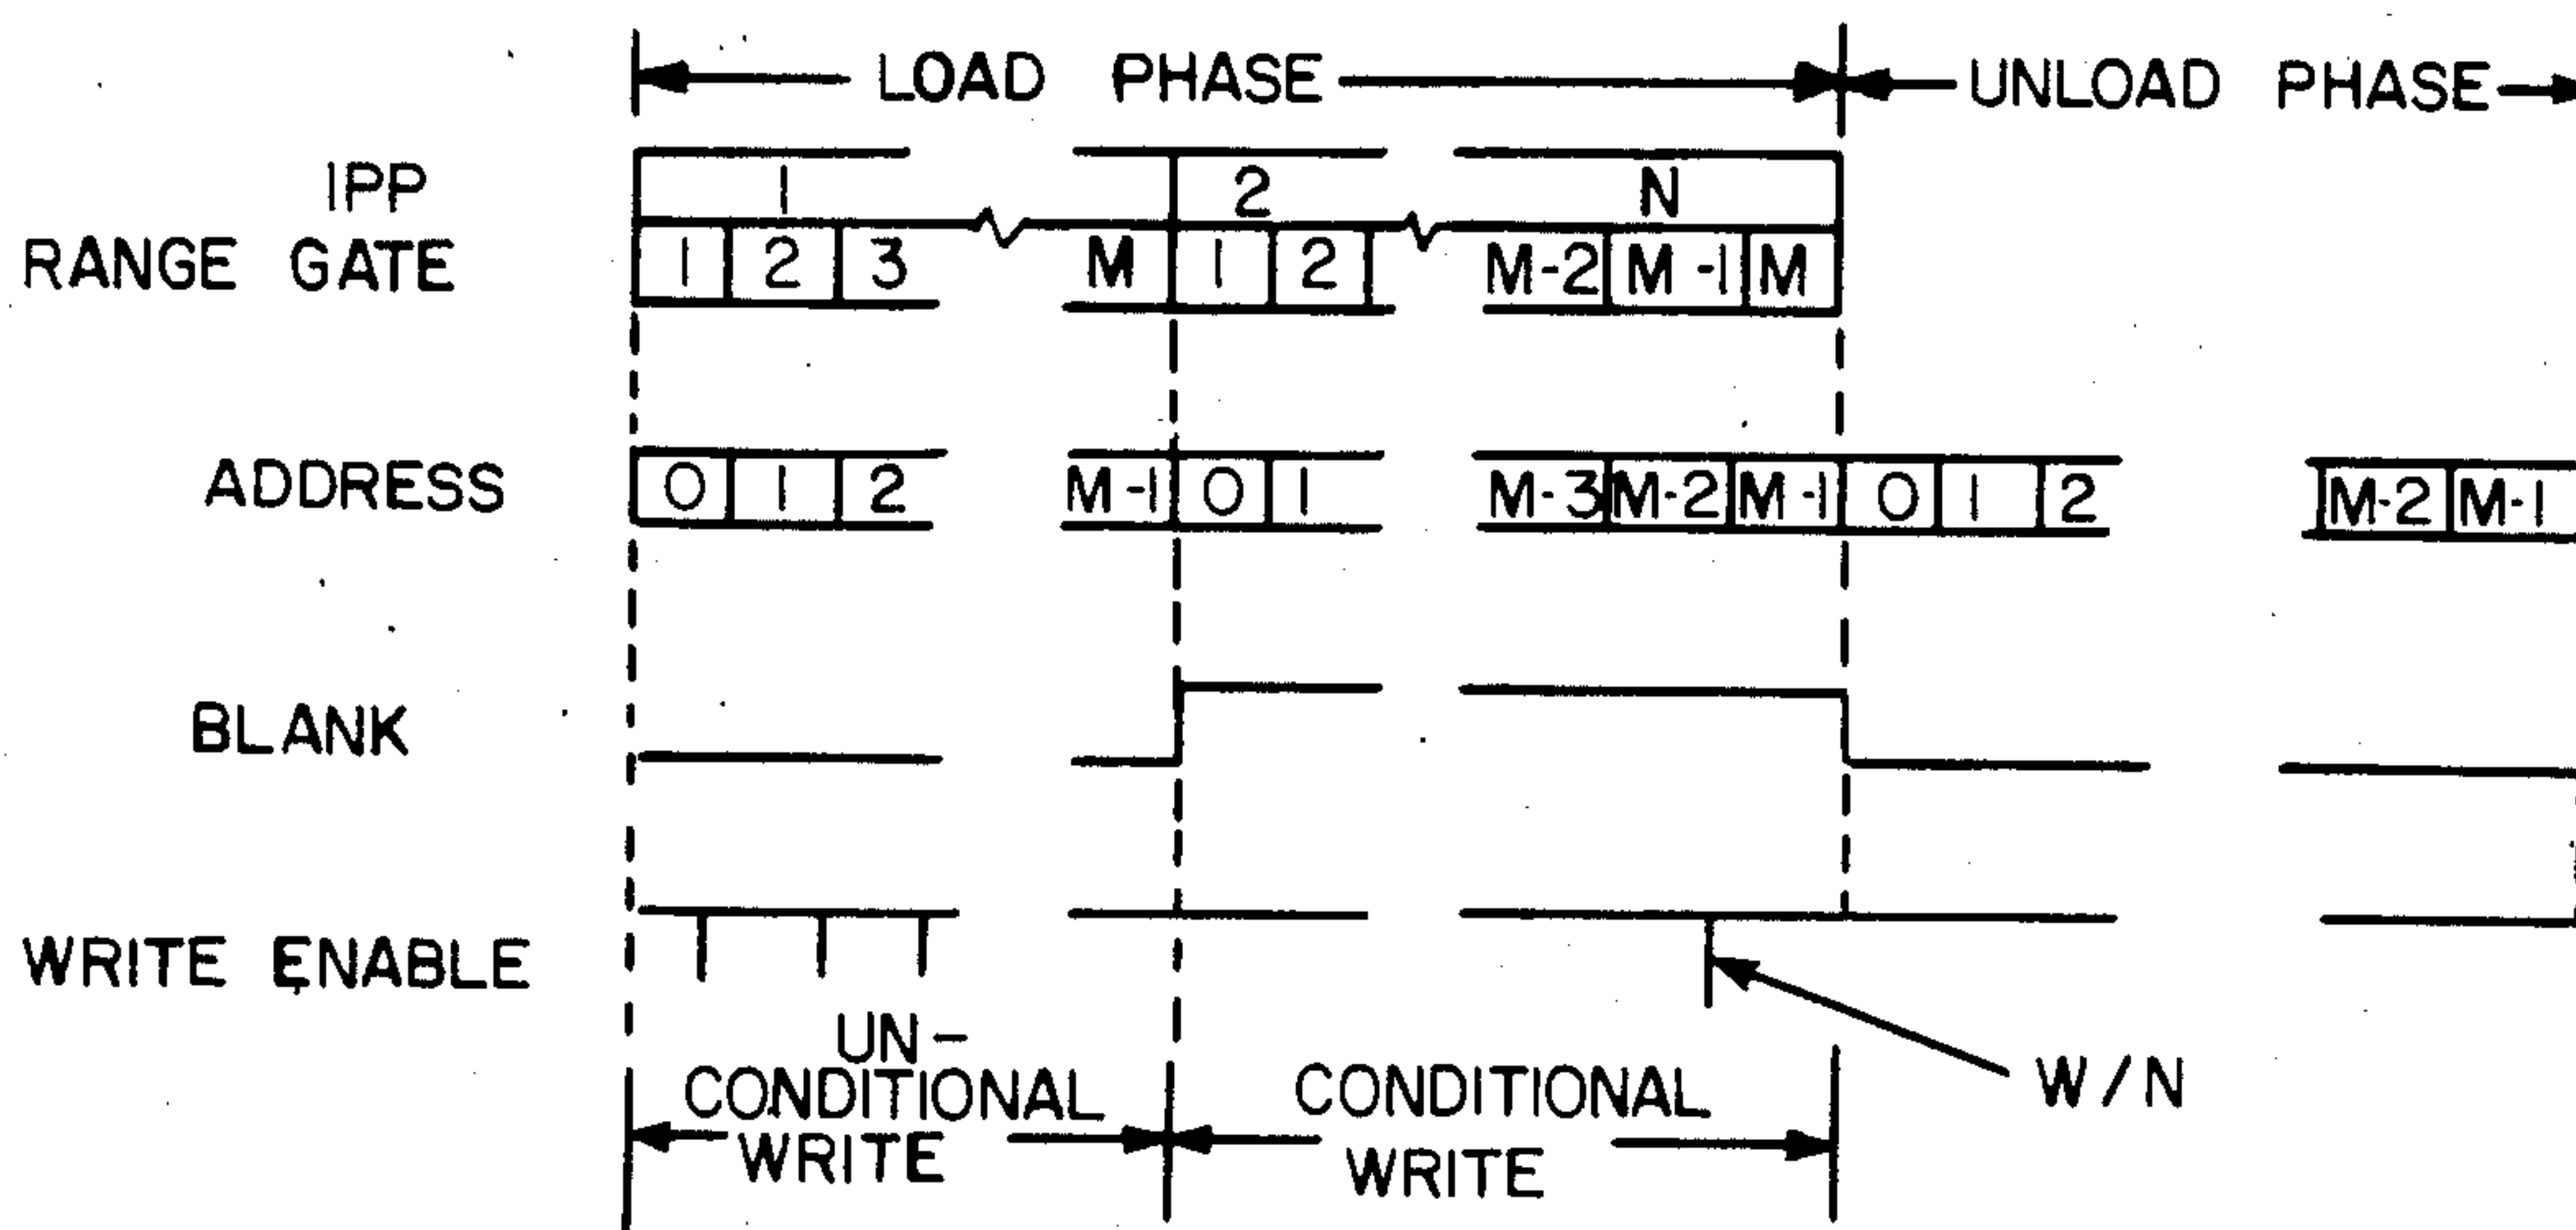 LOAD PHASE UNLOAD PHASE
IPP 1 2 N
RANGE GATE 1 2 3 M 1 2 M-2 M-1 M
ADDRESS 0 1 2 M-1 0 1 M-3 M-2 M-1 0 1 2 M-2 M-1
BLANK
WRITE ENABLE
UN-
CONDITIONAL CONDITIONAL W/N
WRITE WRITE